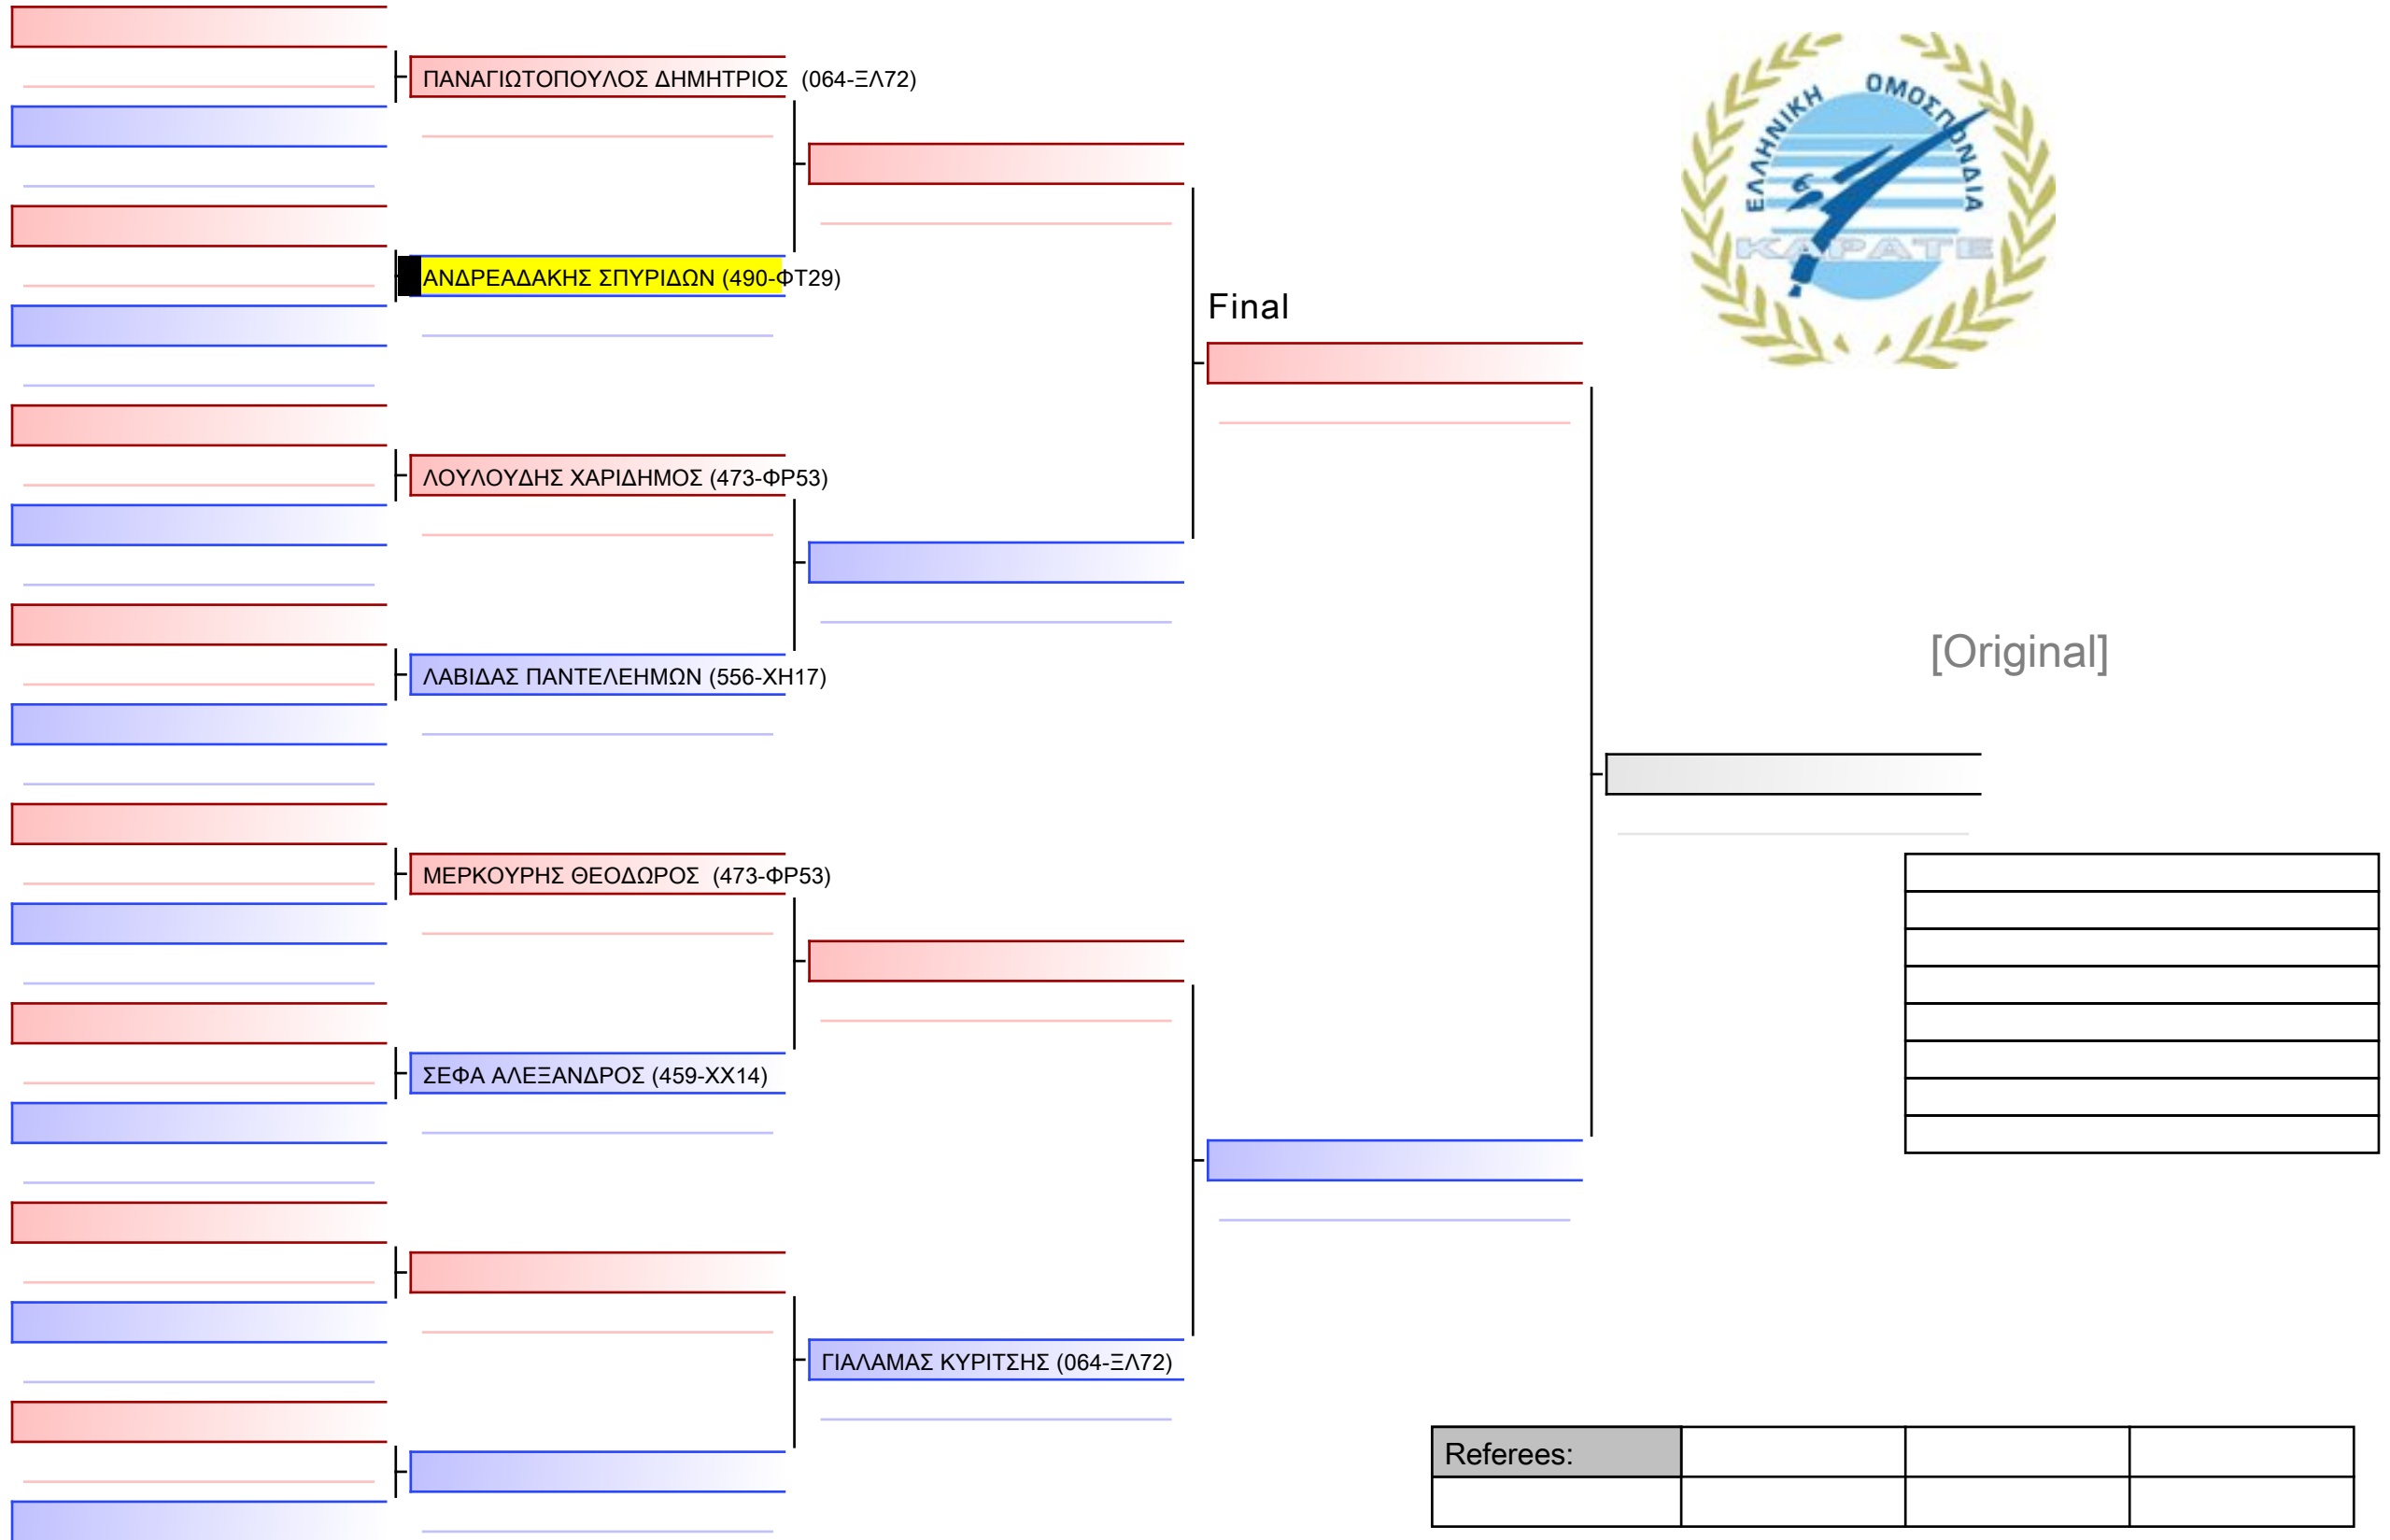 ΠΑΝΑΓΙΩΤΟΠΟΥΛΟΣ ΔΗΜΗΤΡΙΟΣ (064-ΞΛ72)
ΑΝΔΡΕΑΔΑΚΗΣ ΣΠΥΡΙΔΩΝ (490-ΦΤ29)
ΛΟΥΛΟΥΔΗΣ ΧΑΡΙΔΗΜΟΣ (473-ΦΡ53)
ΛΑΒΙΔΑΣ ΠΑΝΤΕΛΕΗΜΩΝ (556-ΧΗ17)
ΜΕΡΚΟΥΡΗΣ ΘΕΟΔΩΡΟΣ (473-ΦΡ53)
ΣΕΦΑ ΑΛΕΞΑΝΔΡΟΣ (459-ΧΧ14)
ΓΙΑΛΑΜΑΣ ΚΥΡΙΤΣΗΣ (064-ΞΛ72)
Final
ΕΛΛΗΝΙΚΗ ΟΜΟΣΠΟΝΔΙΑ
ΚΑΡΑΤΕ
[Original]
Referees: